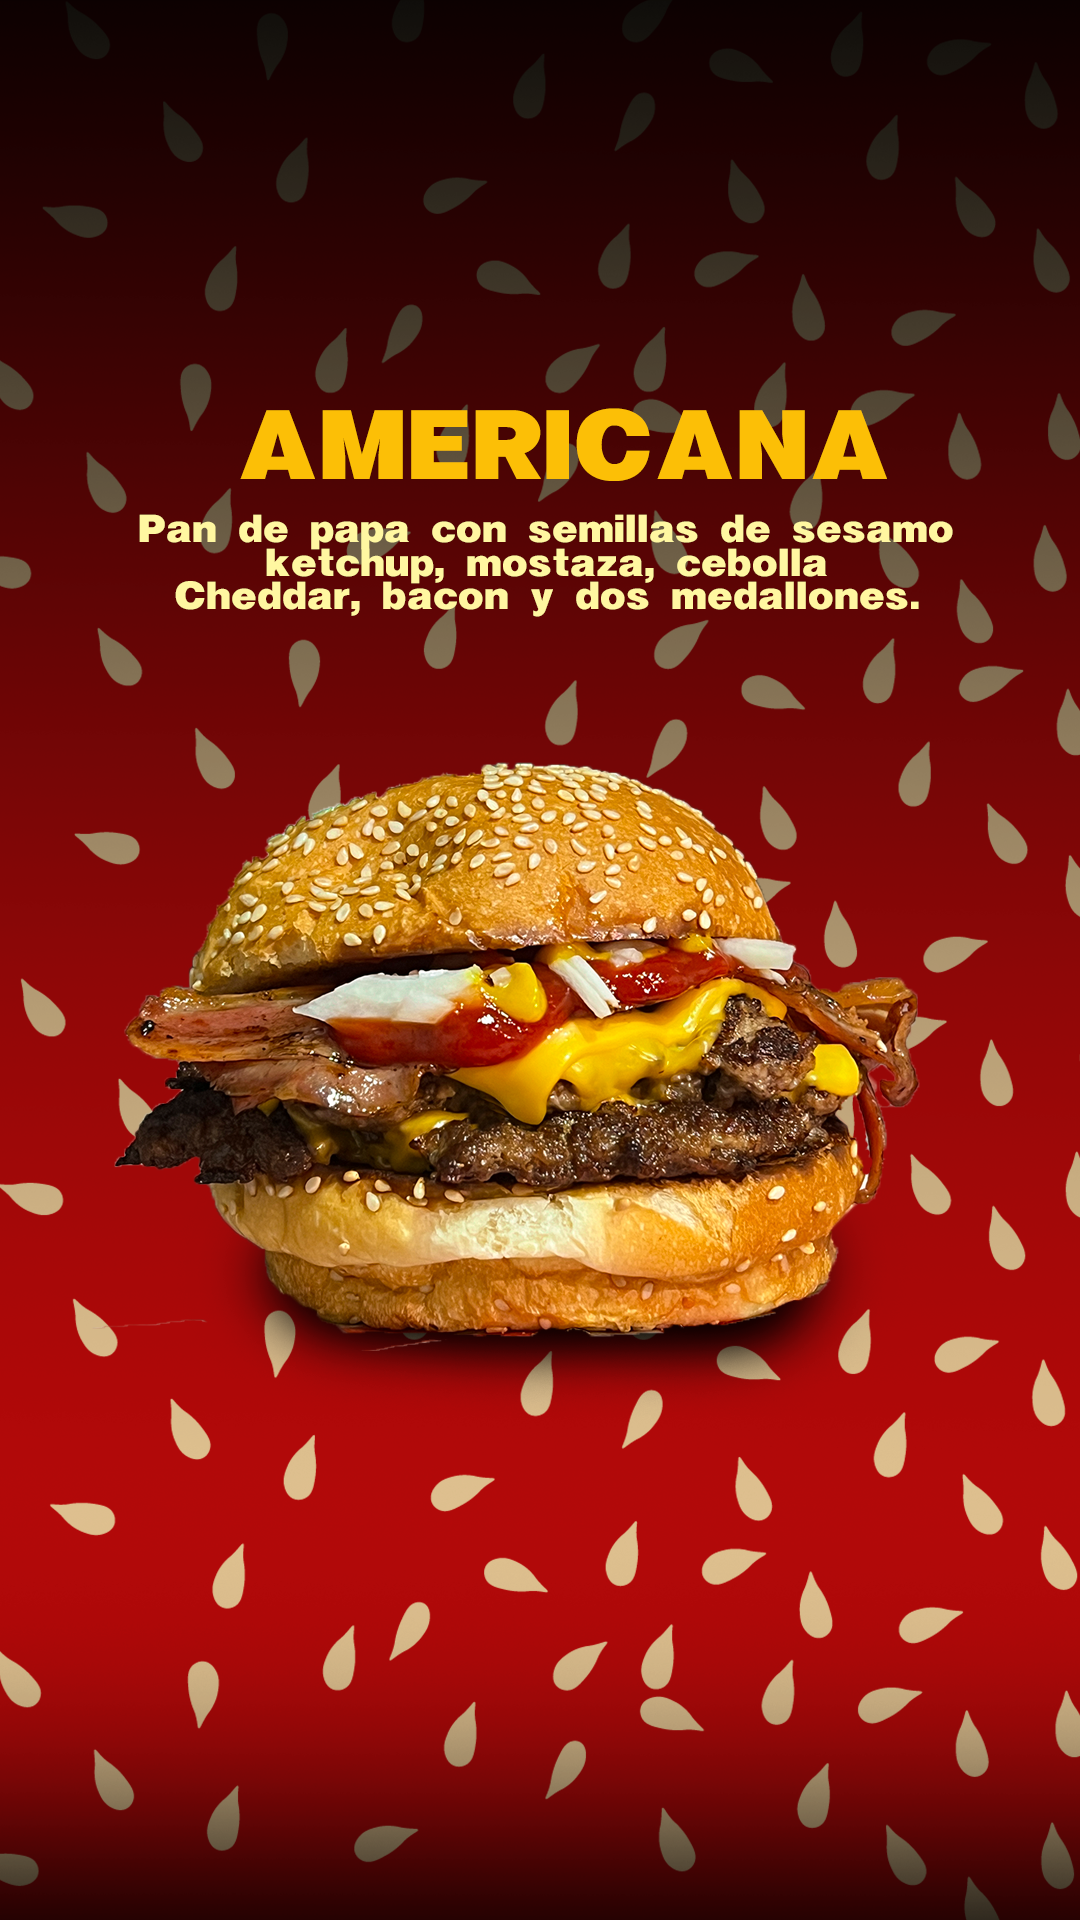 AMERICANA
Pan de papa con semillas de sesamo
ketchup, mostaza, cebolla
Cheddar, bacon y dos medallones.